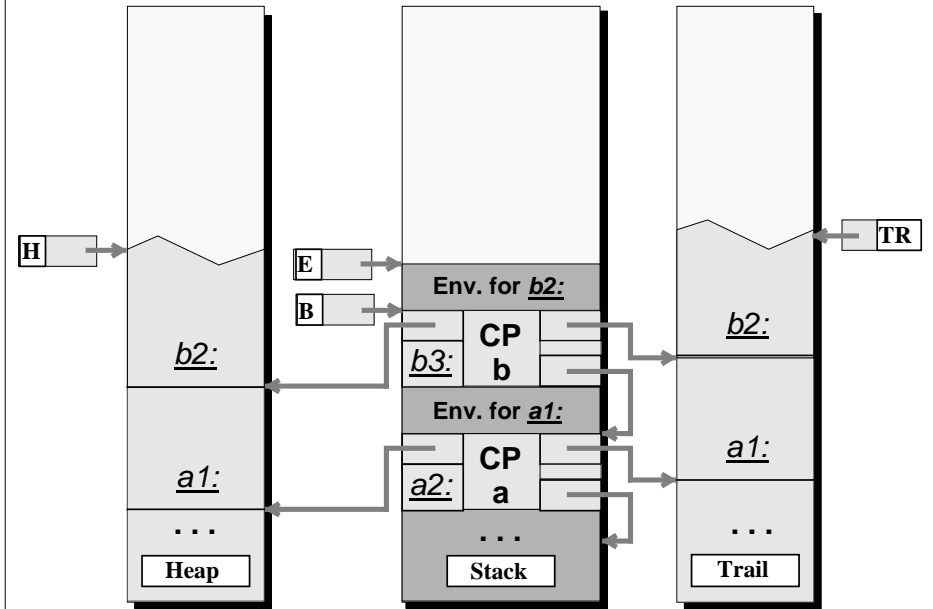 H
E
B
TR
b2:
a1:
. . .
Heap
Env. for b2:
CP
b
b3:
Env. for a1:
CP
a
a2:
. . .
Stack
b2:
a1:
. . .
Trail